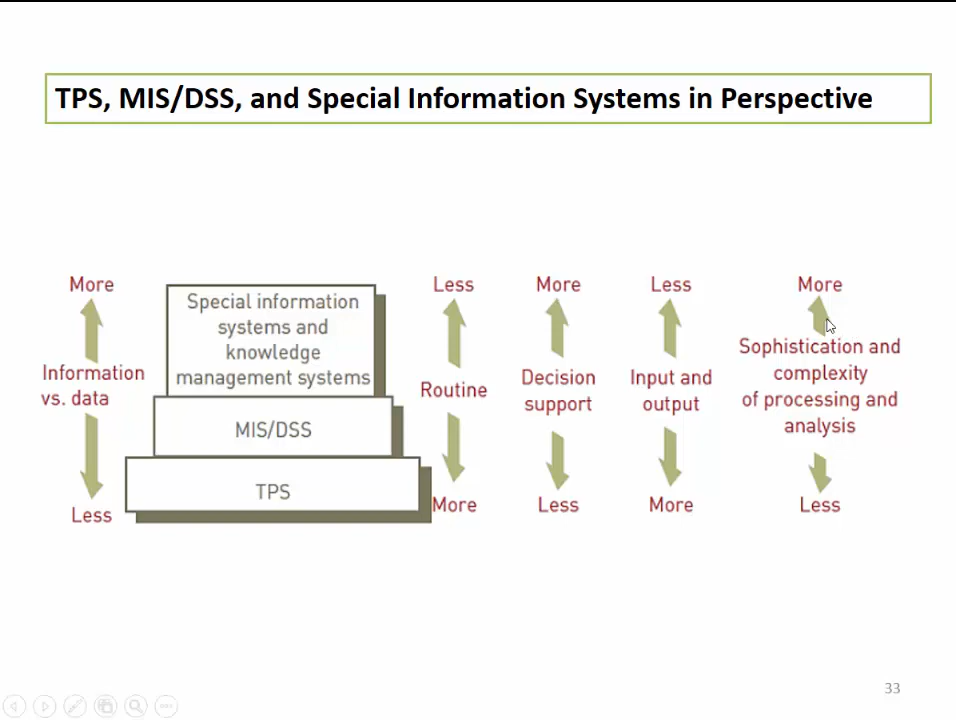 TPS, MIS/DSS, and Special Information Systems in Perspective
More
Information
vs. data
Less
Special information
systems and
knowledge
management systems
MIS/DSS
TPS
Less
Routine
More
More
Decision
support
Less
Less
Input and
output
More
More
Sophistication and
complexity
of processing and
analysis
Less
33